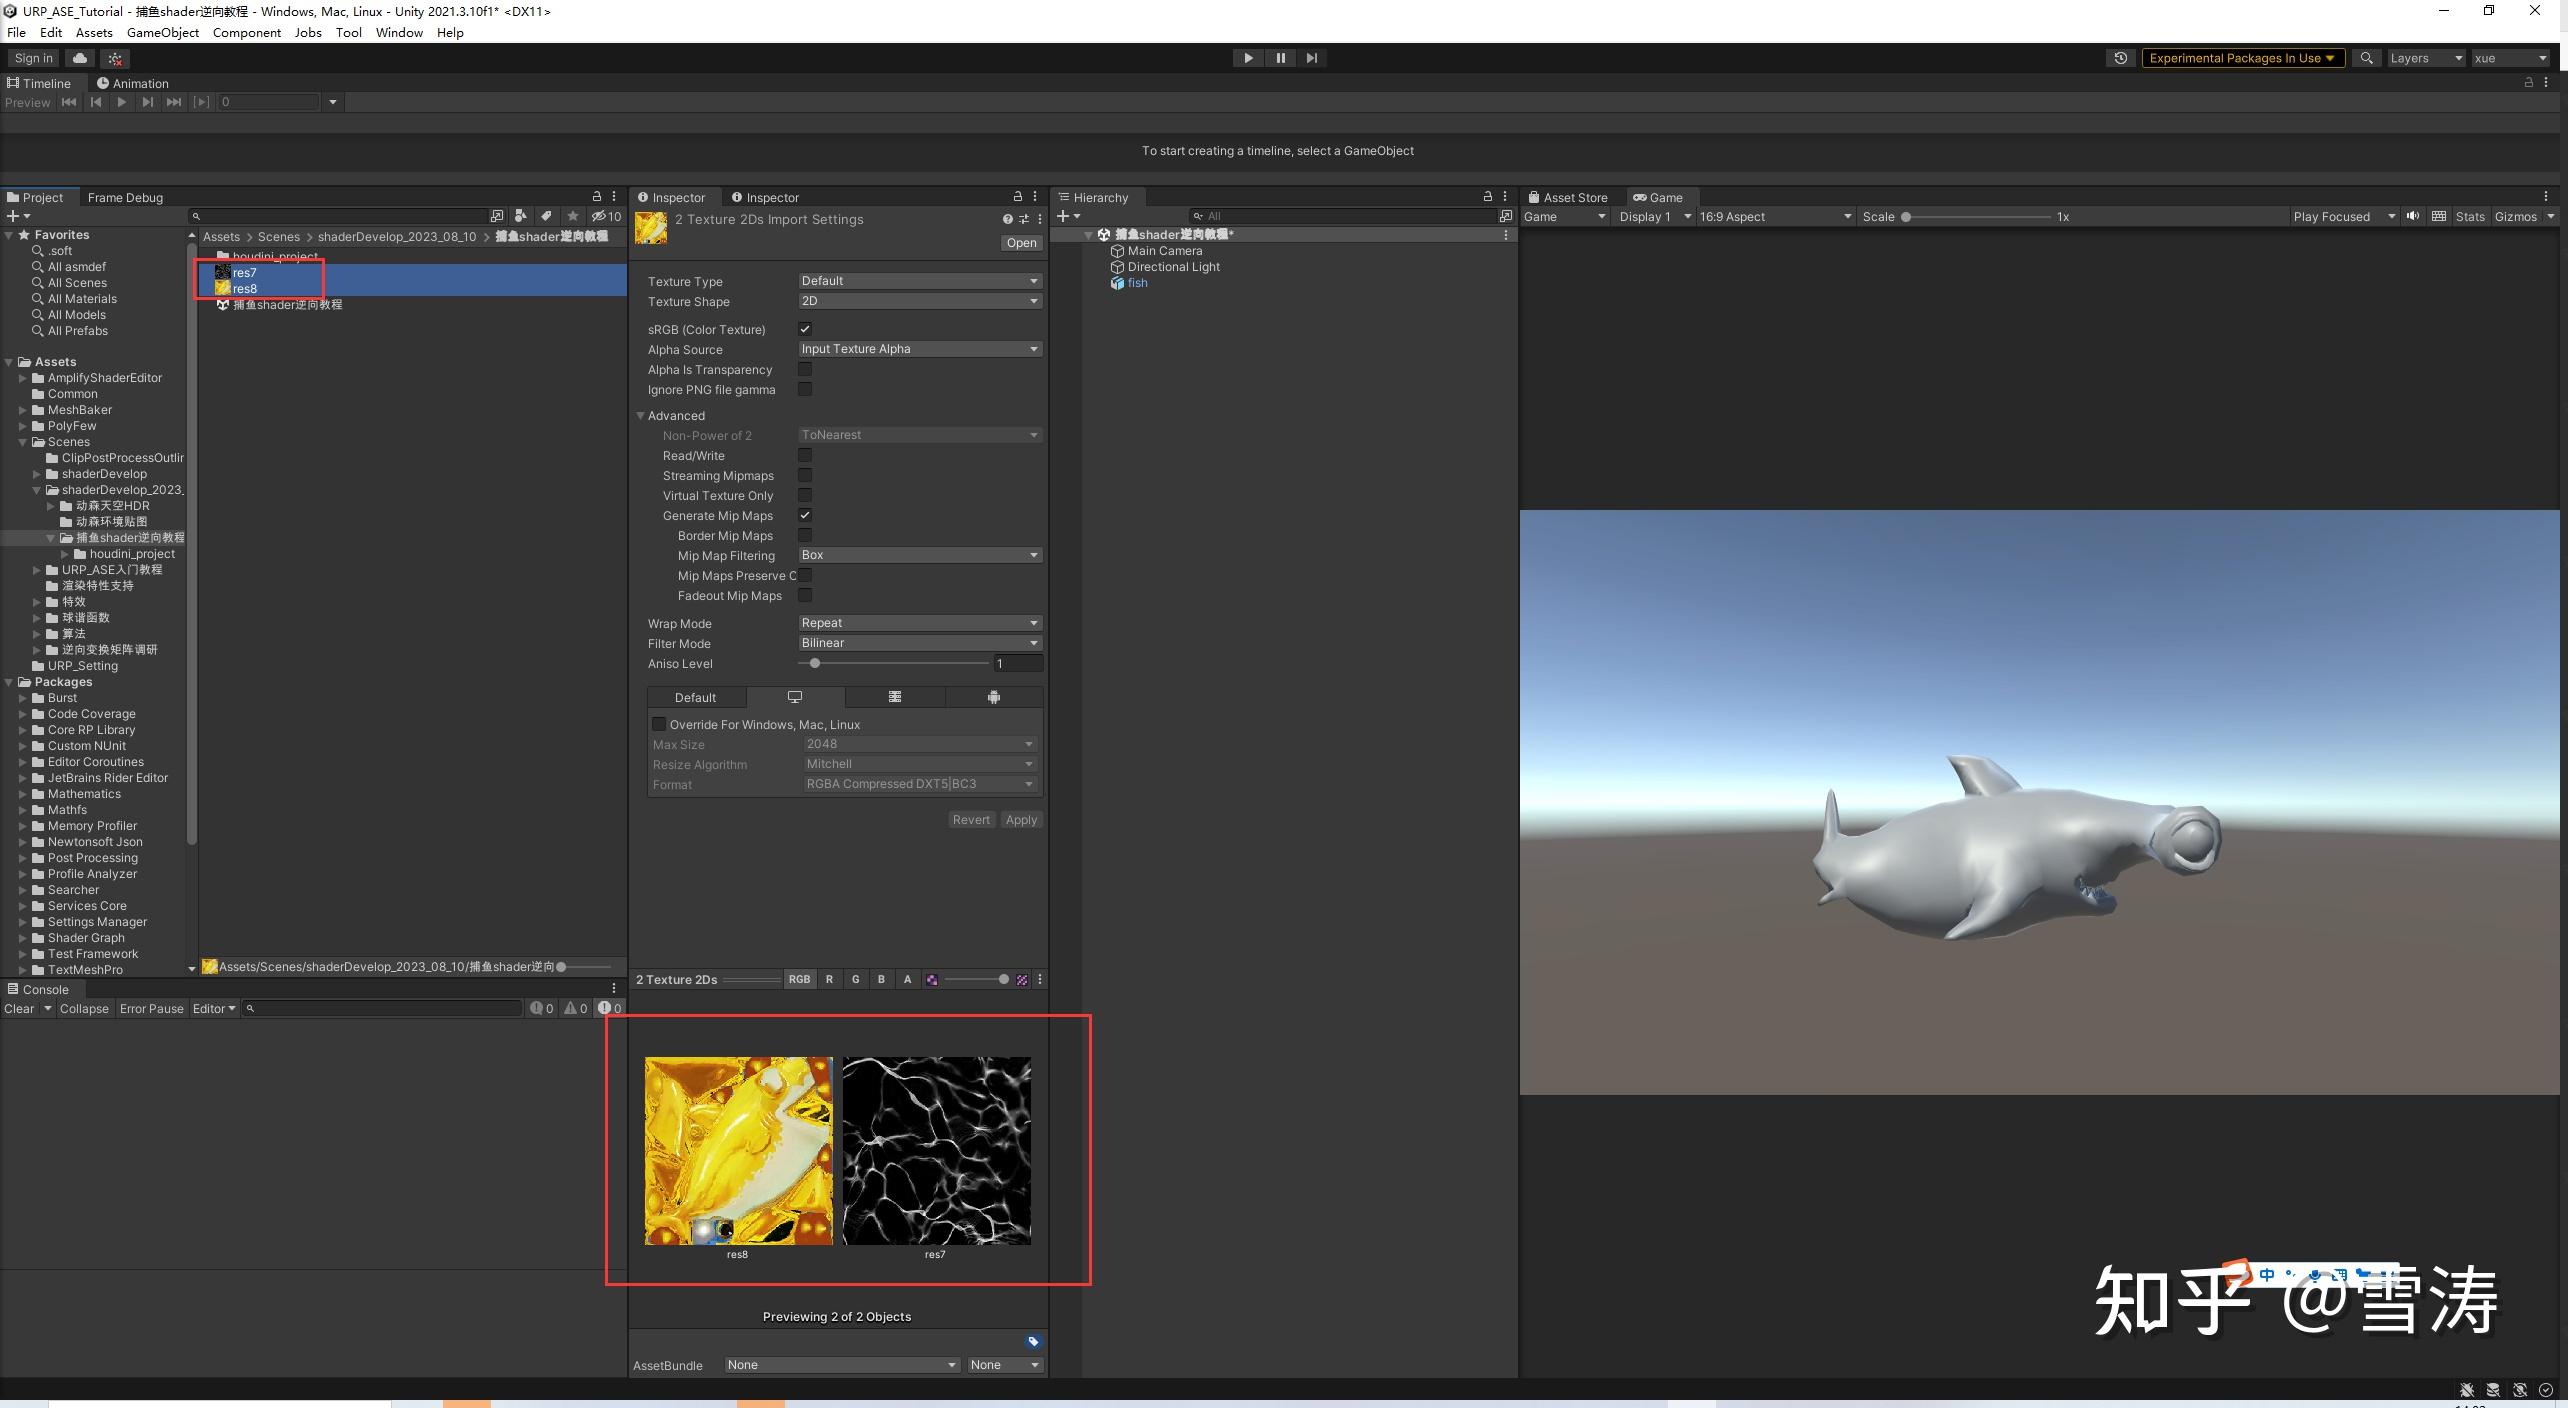 URP_ASE_Tutorial - 捕鱼shader逆向教程 - Windows, Mac, Linux - Unity 2021.3.10f1* <DX11>
File Edit Assets GameObject Component Jobs Tool Window Help
Sign in
Experimental Packages In Use
Layers
xue
Timeline
Animation
Preview
0
To start creating a timeline, select a GameObject
Project
Frame Debug
10
Favorites
.soft
All asmdef
All Scenes
All Materials
All Models
All Prefabs
Assets
AmplifyShaderEditor
Common
MeshBaker
PolyFew
Scenes
ClipPostProcessOutlir
shaderDevelop
shaderDevelop_2023_
动森天空HDR
动森环境贴图
捕鱼shader逆向教程
houdini_project
URP_ASE入门教程
渲染特性支持
特效
球谐函数
算法
逆向变换矩阵调研
URP_Setting
Packages
Burst
Code Coverage
Core RP Library
Custom NUnit
Editor Coroutines
JetBrains Rider Editor
Mathematics
Mathfs
Memory Profiler
Newtonsoft Json
Post Processing
Profile Analyzer
Searcher
Services Core
Settings Manager
Shader Graph
Test Framework
TextMeshPro
Assets > Scenes > shaderDevelop_2023_08_10 > 捕鱼shader逆向教程
houdini_project
res7
res8
捕鱼shader逆向教程
Assets/Scenes/shaderDevelop_2023_08_10/捕鱼shader逆向
Console
Clear Collapse Error Pause Editor
0 0 0
Inspector
Inspector
2 Texture 2Ds Import Settings
Open
Texture Type Default
Texture Shape 2D
sRGB (Color Texture)
Alpha Source Input Texture Alpha
Alpha Is Transparency
Ignore PNG file gamma
Advanced
Non-Power of 2 ToNearest
Read/Write
Streaming Mipmaps
Virtual Texture Only
Generate Mip Maps
Border Mip Maps
Mip Map Filtering Box
Mip Maps Preserve C
Fadeout Mip Maps
Wrap Mode Repeat
Filter Mode Bilinear
Aniso Level 1
Default
Override For Windows, Mac, Linux
Max Size 2048
Resize Algorithm Mitchell
Format RGBA Compressed DXT5|BC3
Revert Apply
2 Texture 2Ds RGB R G B A
res8 res7
Previewing 2 of 2 Objects
AssetBundle None None
Hierarchy
All
捕鱼shader逆向教程*
Main Camera
Directional Light
fish
Asset Store
Game
Game Display 1 16:9 Aspect Scale 1x Play Focused Stats Gizmos
中
知乎 @雪涛